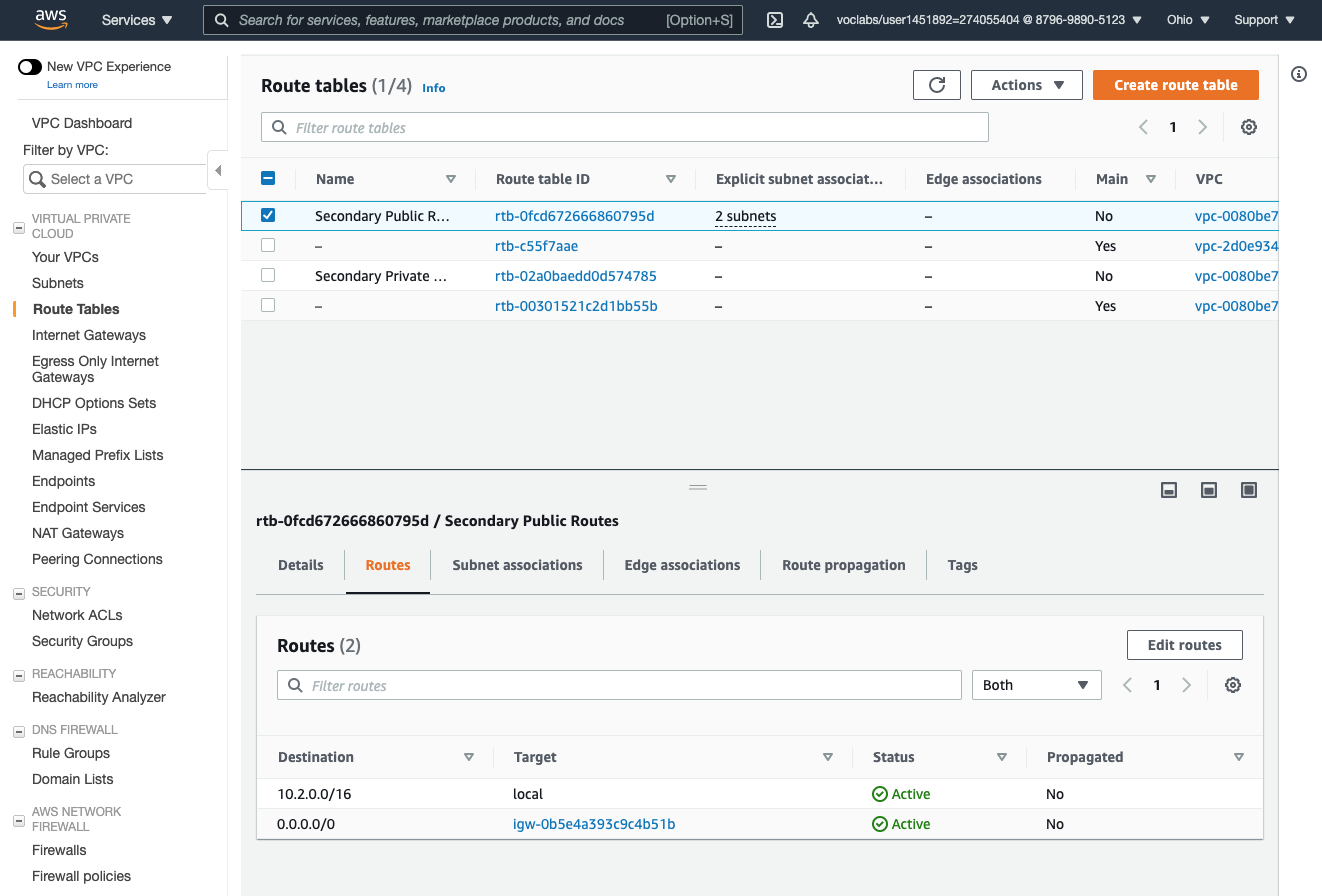 aws
Services
Search for services, features, marketplace products, and docs
[Option+S]
voclabs/user1451892=274055404 @ 8796-9890-5123
Ohio
Support
New VPC Experience
Learn more
VPC Dashboard
Filter by VPC:
Select a VPC
VIRTUAL PRIVATE
CLOUD
Your VPCs
Subnets
Route Tables
Internet Gateways
Egress Only Internet
Gateways
DHCP Options Sets
Elastic IPs
Managed Prefix Lists
Endpoints
Endpoint Services
NAT Gateways
Peering Connections
SECURITY
Network ACLs
Security Groups
REACHABILITY
Reachability Analyzer
DNS FIREWALL
Rule Groups
Domain Lists
AWS NETWORK
FIREWALL
Firewalls
Firewall policies
Route tables (1/4) Info
Actions
Create route table
Filter route tables
1
Name Route table ID Explicit subnet associat... Edge associations Main VPC
Secondary Public R... rtb-0fcd672666860795d 2 subnets – No vpc-0080be7
– rtb-c55f7aae – – Yes vpc-2d0e934
Secondary Private ... rtb-02a0baedd0d574785 – – No vpc-0080be7
– rtb-00301521c2d1bb55b – – Yes vpc-0080be7
rtb-0fcd672666860795d / Secondary Public Routes
Details Routes Subnet associations Edge associations Route propagation Tags
Routes (2)
Edit routes
Filter routes
Both
1
Destination Target Status Propagated
10.2.0.0/16 local Active No
0.0.0.0/0 igw-0b5e4a393c9c4b51b Active No